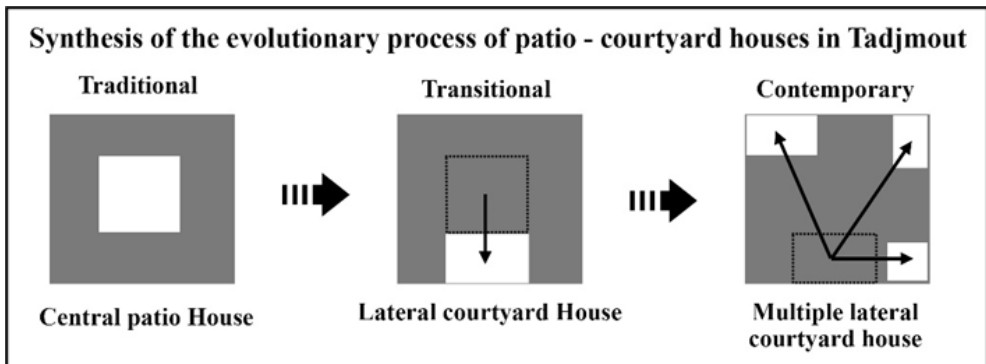 Synthesis of the evolutionary process of patio - courtyard houses in Tadjmout
Traditional
Transitional
Contemporary
Central patio House
Lateral courtyard House
Multiple lateral
courtyard house